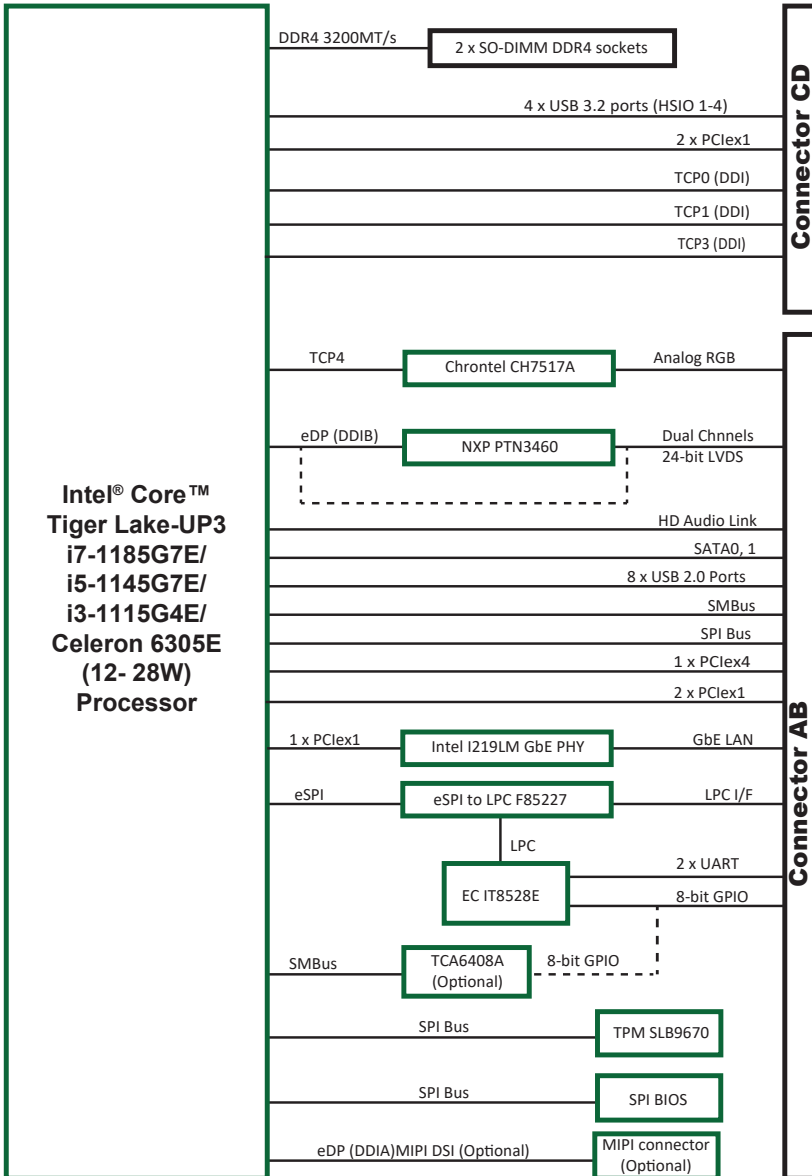 DDR4 3200MT/s
2 x SO-DIMM DDR4 sockets
4 x USB 3.2 ports (HSIO 1-4)
2 x PCIex1
TCP0 (DDI)
TCP1 (DDI)
TCP3 (DDI)
Connector CD
TCP4
Chrontel CH7517A
Analog RGB
eDP (DDIB)
NXP PTN3460
Dual Chnnels
24-bit LVDS
Intel® Core™
Tiger Lake-UP3
i7-1185G7E/
i5-1145G7E/
i3-1115G4E/
Celeron 6305E
(12- 28W)
Processor
HD Audio Link
SATA0, 1
8 x USB 2.0 Ports
SMBus
SPI Bus
1 x PCIex4
2 x PCIex1
1 x PCIex1
Intel I219LM GbE PHY
GbE LAN
eSPI
eSPI to LPC F85227
LPC I/F
LPC
EC IT8528E
2 x UART
8-bit GPIO
Connector AB
SMBus
TCA6408A
(Optional)
8-bit GPIO
SPI Bus
TPM SLB9670
SPI Bus
SPI BIOS
eDP (DDIA)MIPI DSI (Optional)
MIPI connector
(Optional)